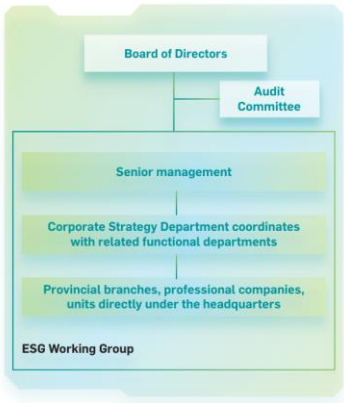 Board of Directors
Audit
Committee
Senior management
Corporate Strategy Department coordinates
with related functional departments
Provincial branches, professional companies,
units directly under the headquarters
ESG Working Group